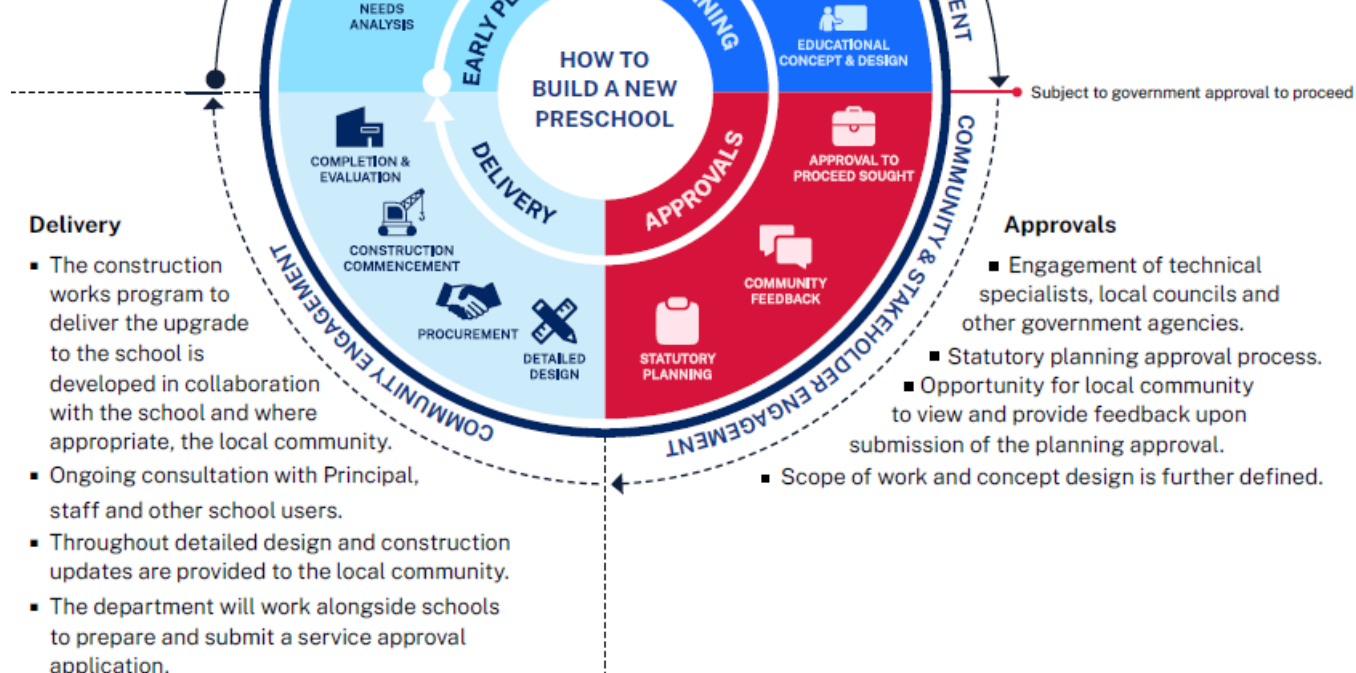 NEEDS
ANALYSIS
EARLY
NING
ENT
EDUCATIONAL
CONCEPT & DESIGN
HOW TO
BUILD A NEW
PRESCHOOL
Subject to government approval to proceed
COMPLETION &
EVALUATION
DELIVERY
APPROVALS
APPROVAL TO
PROCEED SOUGHT
CONSTRUCTION
COMMENCEMENT
COMMUNITY
FEEDBACK
PROCUREMENT
DETAILED
DESIGN
STATUTORY
PLANNING
COMMUNITY ENGAGEMENT
COMMUNITY & STAKEHOLDER ENGAGEMENT
Delivery
▪ The construction
works program to
deliver the upgrade
to the school is
developed in collaboration
with the school and where
appropriate, the local community.
▪ Ongoing consultation with Principal,
staff and other school users.
▪ Throughout detailed design and construction
updates are provided to the local community.
▪ The department will work alongside schools
to prepare and submit a service approval
application.
Approvals
▪ Engagement of technical
specialists, local councils and
other government agencies.
▪ Statutory planning approval process.
▪ Opportunity for local community
to view and provide feedback upon
submission of the planning approval.
▪ Scope of work and concept design is further defined.